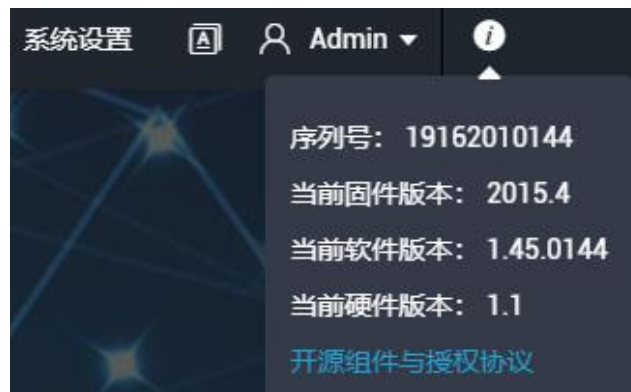 系统设置 A Admin i
序列号： 19162010144
当前固件版本： 2015.4
当前软件版本： 1.45.0144
当前硬件版本： 1.1
开源组件与授权协议